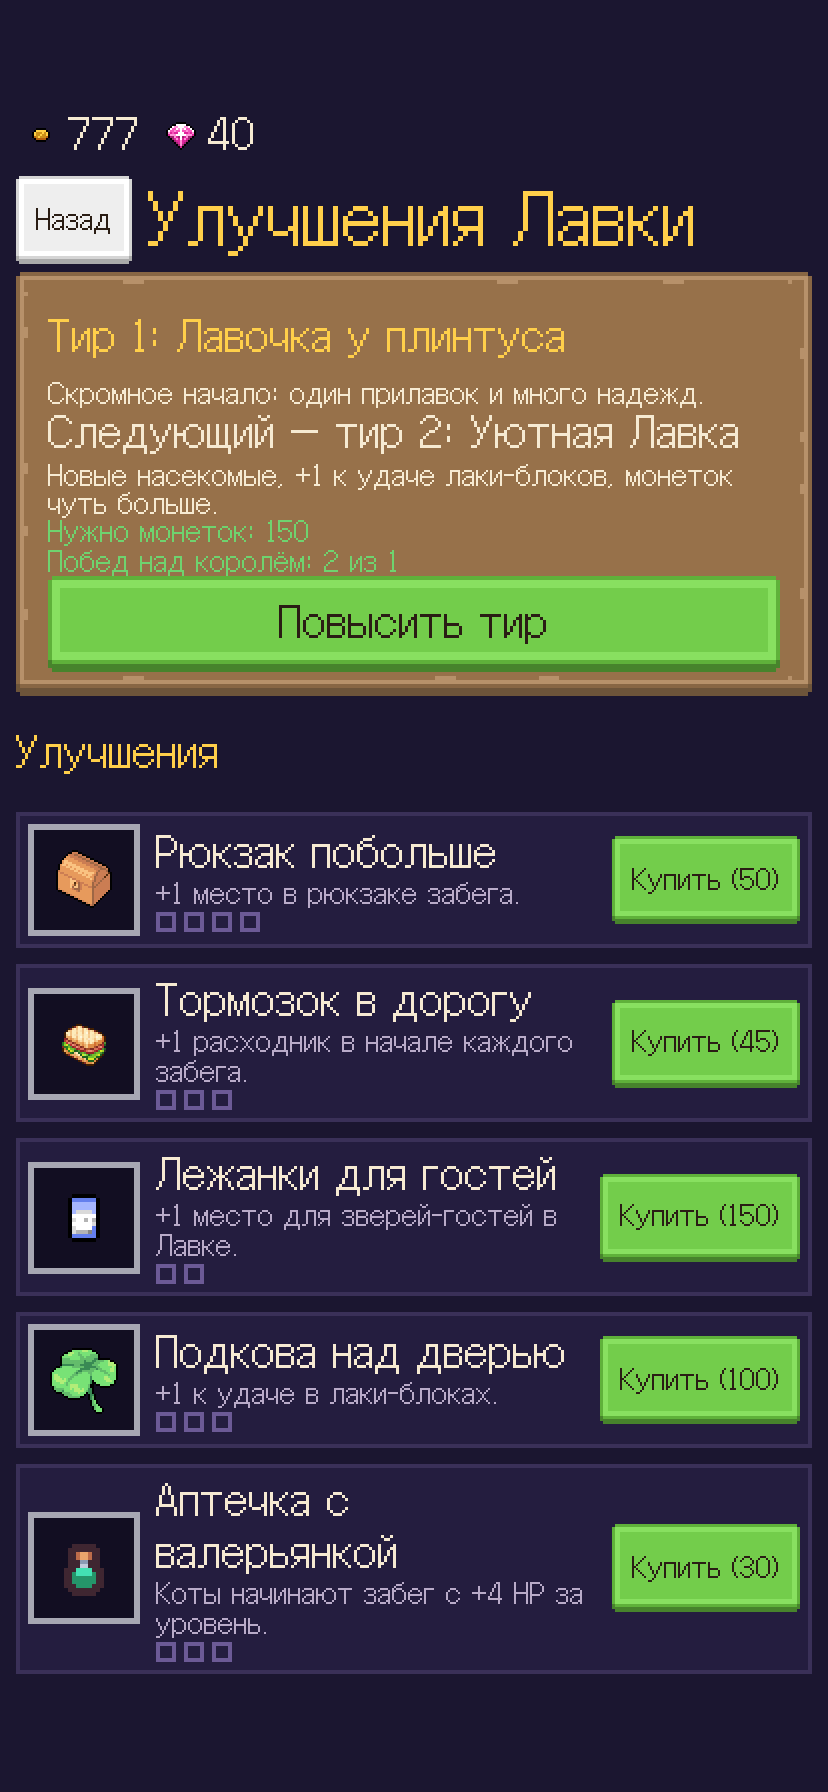 777 40
Назад
Улучшения Лавки
Тир 1: Лавочка у плинтуса
Скромное начало: один прилавок и много надежд.
Следующий — тир 2: Уютная Лавка
Новые насекомые, +1 к удаче лаки-блоков, монеток
чуть больше.
Нужно монеток: 150
Побед над королём: 2 из 1
Повысить тир
Улучшения
Рюкзак побольше
+1 место в рюкзаке забега.
Купить (50)
Тормозок в дорогу
+1 расходник в начале каждого
забега.
Купить (45)
Лежанки для гостей
+1 место для зверей-гостей в
Лавке.
Купить (150)
Подкова над дверью
+1 к удаче в лаки-блоках.
Купить (100)
Аптечка с
валерьянкой
Коты начинают забег с +4 HP за
уровень.
Купить (30)